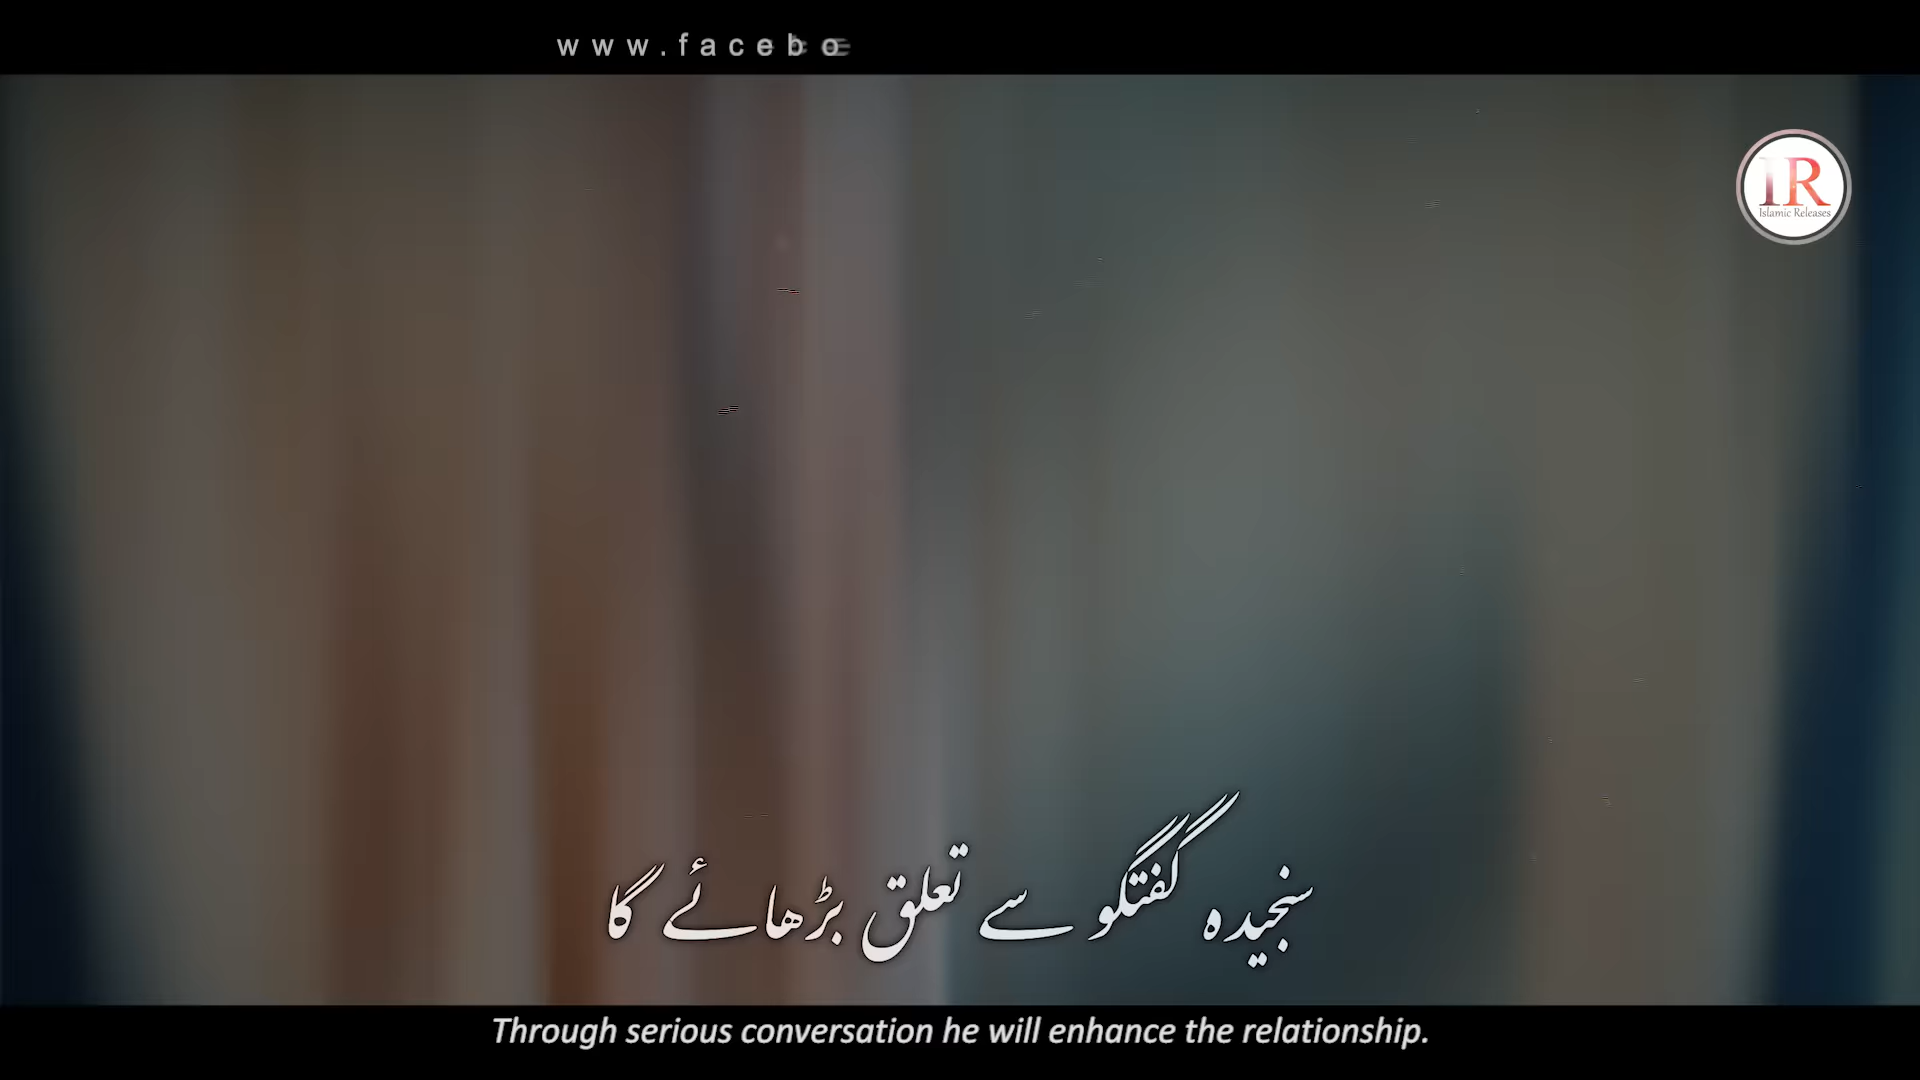 www.facebo
IR
Islamic Releases
سنجیدہ گفتگو سے تعلق بڑھائے گا
Through serious conversation he will enhance the relationship.